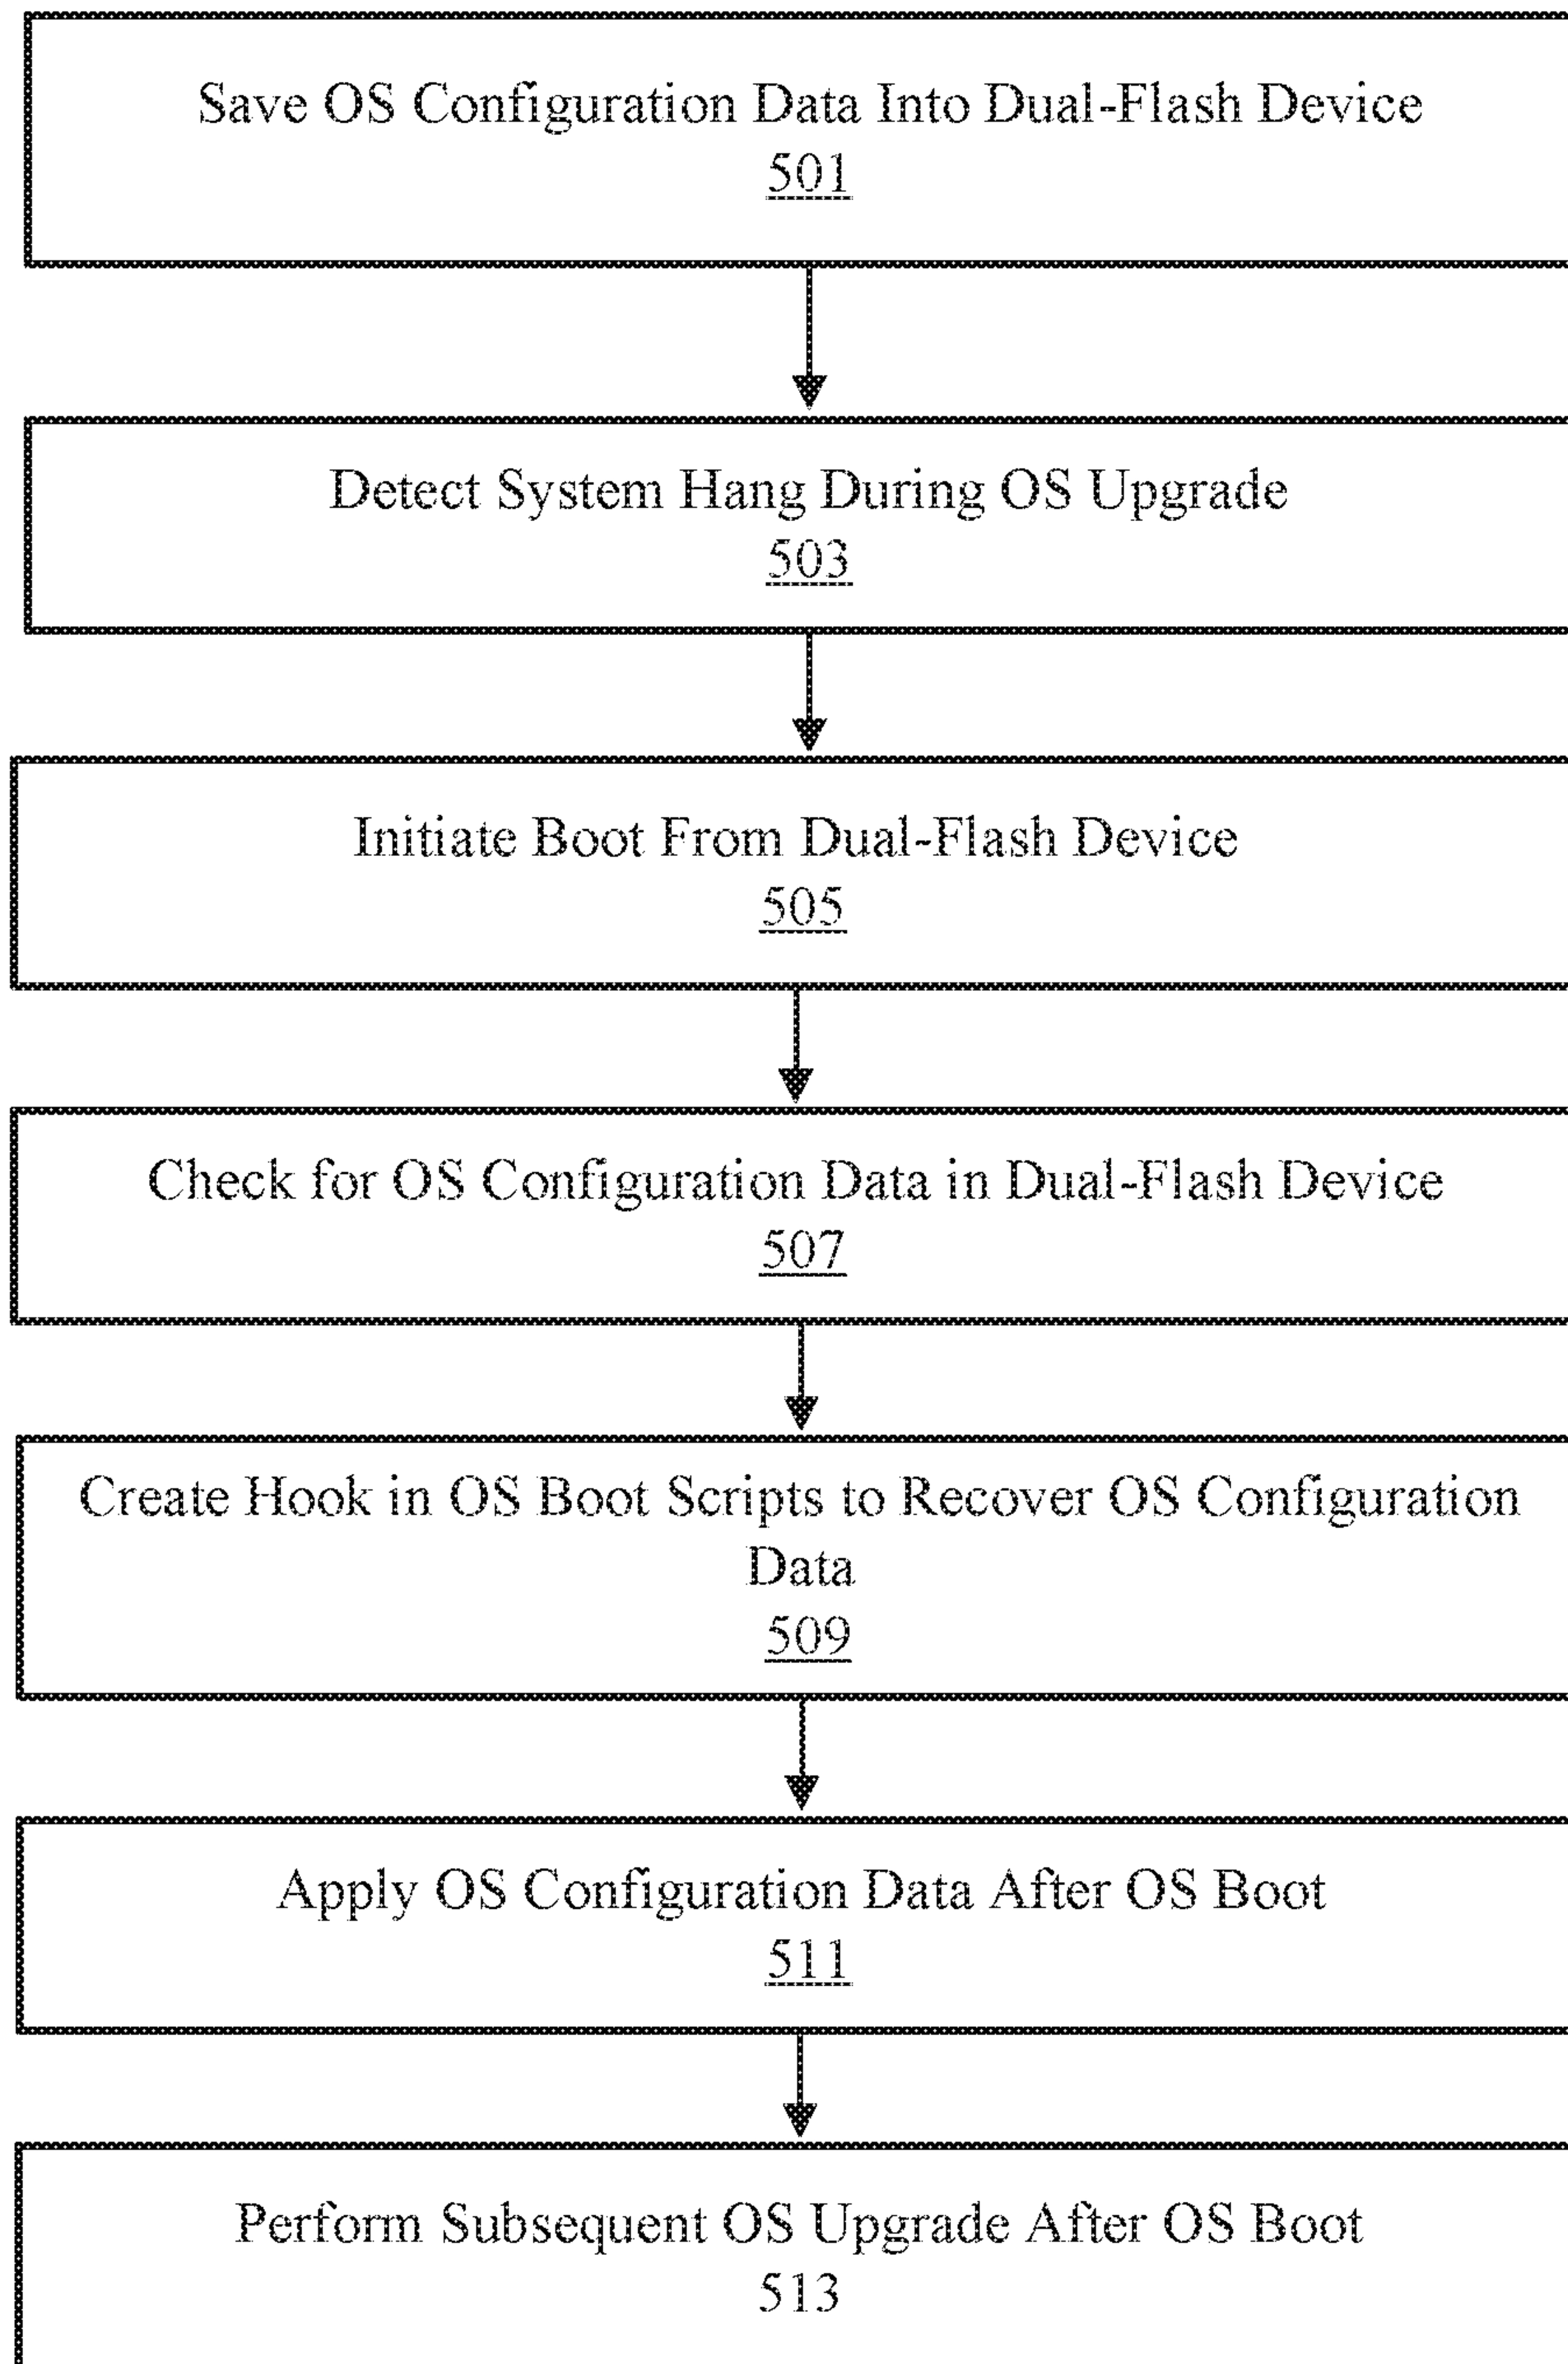 Save OS Configuration Data Into Dual-Flash Device
501
Detect System Hang During OS Upgrade
503
Initiate Boot From Dual-Flash Device
505
Check for OS Configuration Data in Dual-Flash Device
507
Create Hook in OS Boot Scripts to Recover OS Configuration
Data
509
Apply OS Configuration Data After OS Boot
511
Perform Subsequent OS Upgrade After OS Boot
513